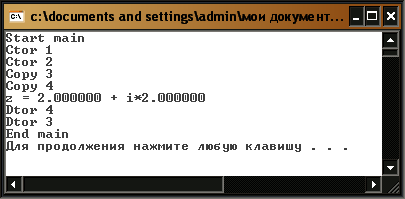 c:\documents and settings\admin\мои документ...
Start main
Ctor 1
Ctor 2
Copy 3
Copy 4
z = 2.000000 + i*2.000000
Dtor 4
Dtor 3
End main
Для продолжения нажмите любую клавишу . . .